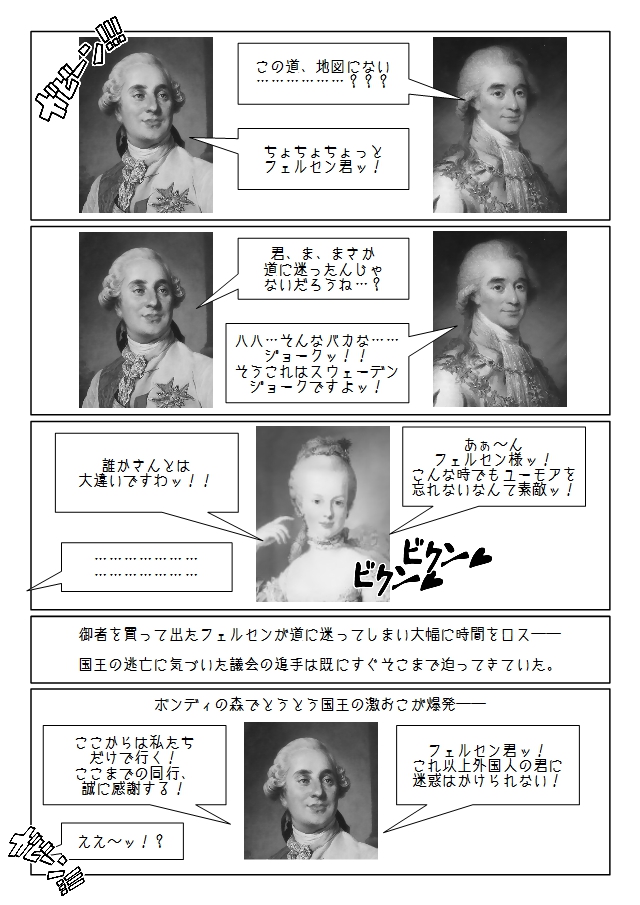 ガビーン!!!
この道、地図にない
………………？？？
ちょちょちょっと
フェルセン君ッ！
君、ま、まさか
道に迷ったんじゃ
ないだろうね…？
ハハ…そんなバカな……
ジョークッ！！
そうこれはスウェーデン
ジョークですよッ！
あぁ〜ん
フェルセン様ッ！
こんな時でもユーモアを
忘れないなんて素敵ッ！
誰かさんとは
大違いですわッ！！
…………………
…………………
ビクン♥
ビクン♥
御者を買って出たフェルセンが道に迷ってしまい大幅に時間をロス――
国王の逃亡に気づいた議会の追手は既にすぐそこまで迫ってきていた。
ボンディの森でとうとう国王の激おこが爆発――
フェルセン君ッ！
これ以上外国人の君に
迷惑はかけられない！
ここからは私たち
だけで行く！
ここまでの同行、
誠に感謝する！
ええ〜ッ！？
ガビーン!!!